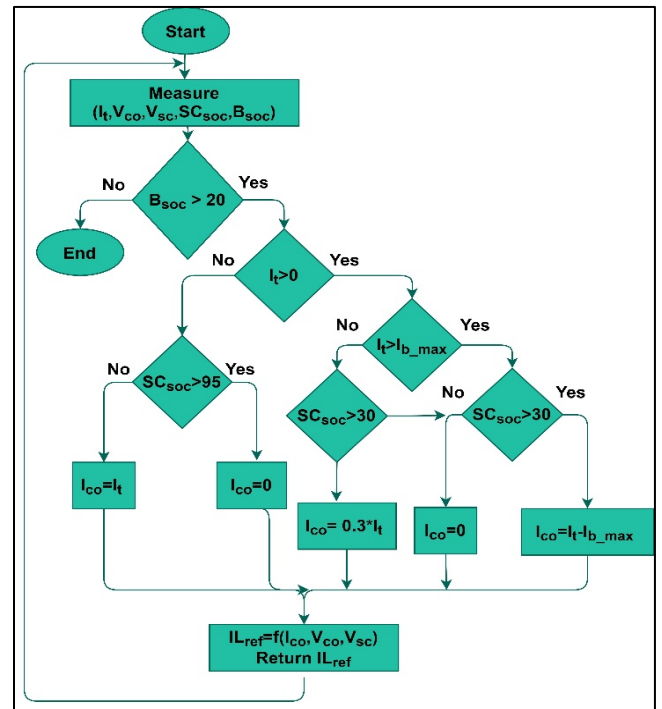 Start
Measure
(It,Vco,Vsc,SCsoc,Bsoc)
No
Bsoc > 20
Yes
End
No
It>0
Yes
No
It>Ib_max
Yes
No
SCsoc>95
Yes
SCsoc>30
No
SCsoc>30
Yes
Ico=It
Ico=0
Ico= 0.3*It
Ico=0
Ico=It-Ib_max
ILref=f(Ico,Vco,Vsc)
Return ILref